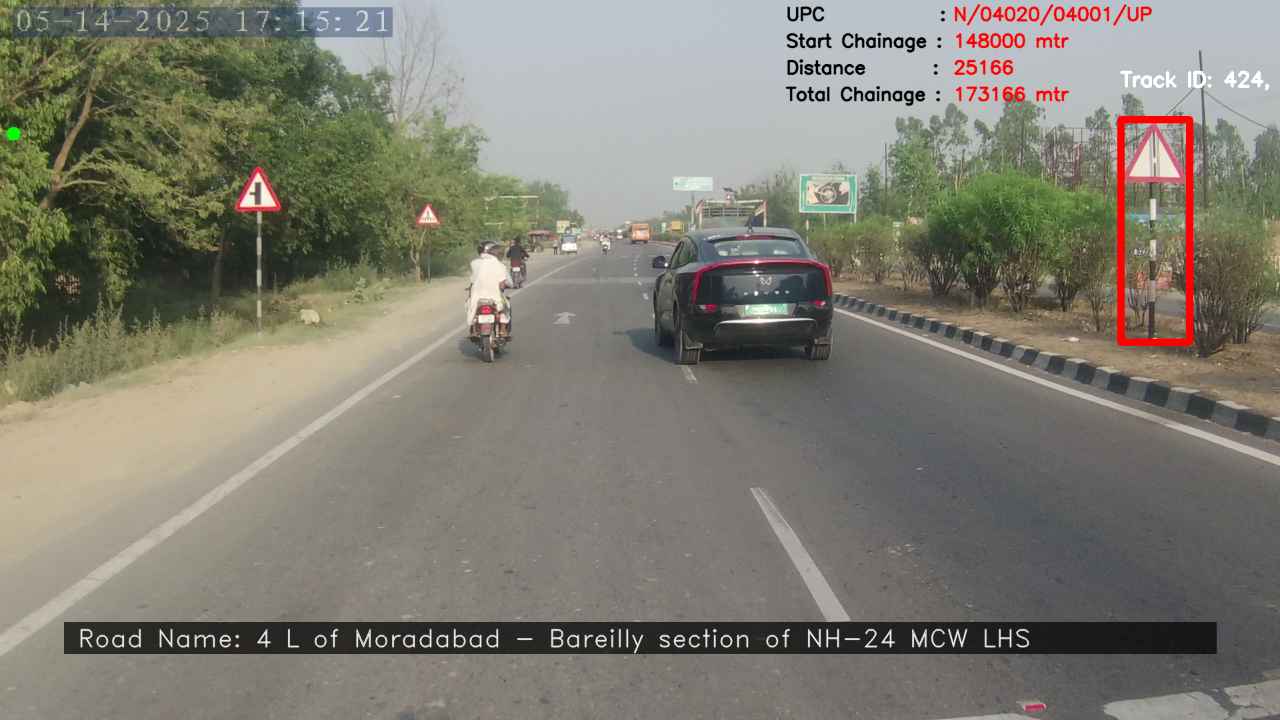 05-14-2025 17:15:21
UPC : N/04020/04001/UP
Start Chainage : 148000 mtr
Distance : 25166
Total Chainage : 173166 mtr
Track ID: 424,
Road Name: 4 L of Moradabad - Bareilly section of NH-24 MCW LHS